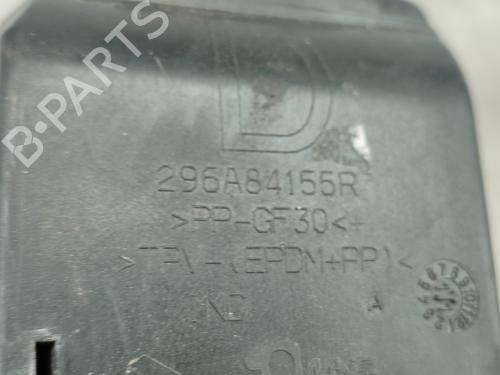 B-PARTS
D
296A84155R
>PP-GF30<+
>TPV-(EPDM+PP)<
A